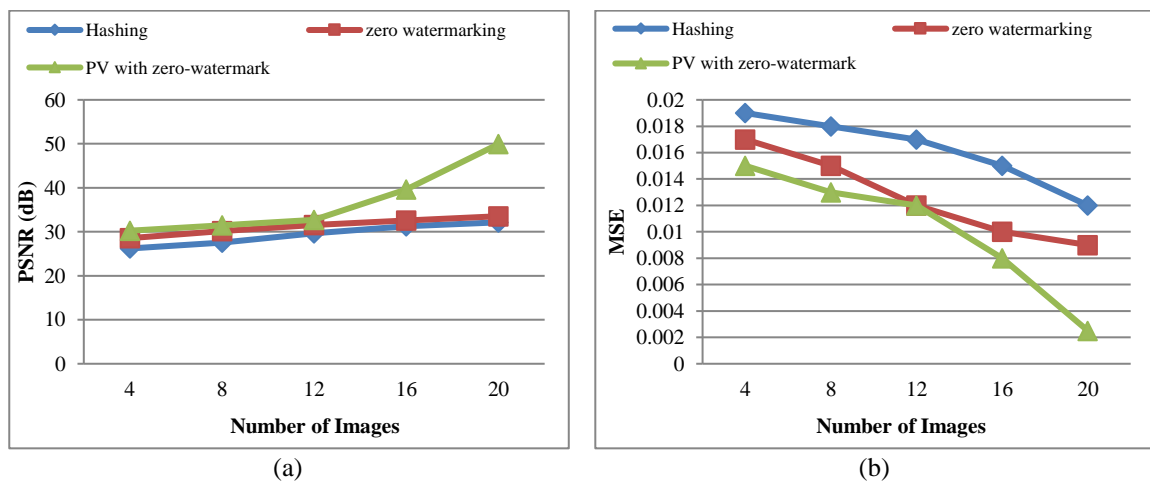 Hashing
zero watermarking
PV with zero-watermark
60
50
40
30
20
10
0
PSNR (dB)
4 8 12 16 20
Number of Images
(a)
Hashing
zero watermarking
PV with zero-watermark
0.02
0.018
0.016
0.014
0.012
0.01
0.008
0.006
0.004
0.002
0
MSE
4 8 12 16 20
Number of Images
(b)